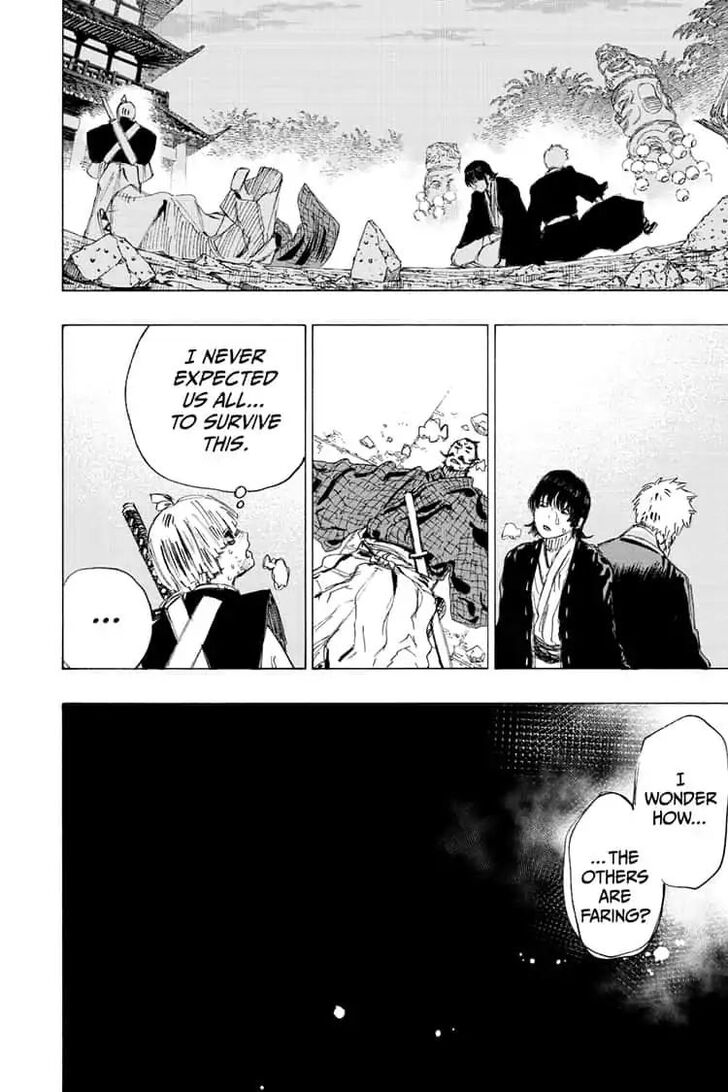 I NEVER
EXPECTED
US ALL...
TO SURVIVE
THIS.
...
I
WONDER
HOW...
...THE
OTHERS
ARE
FARING?